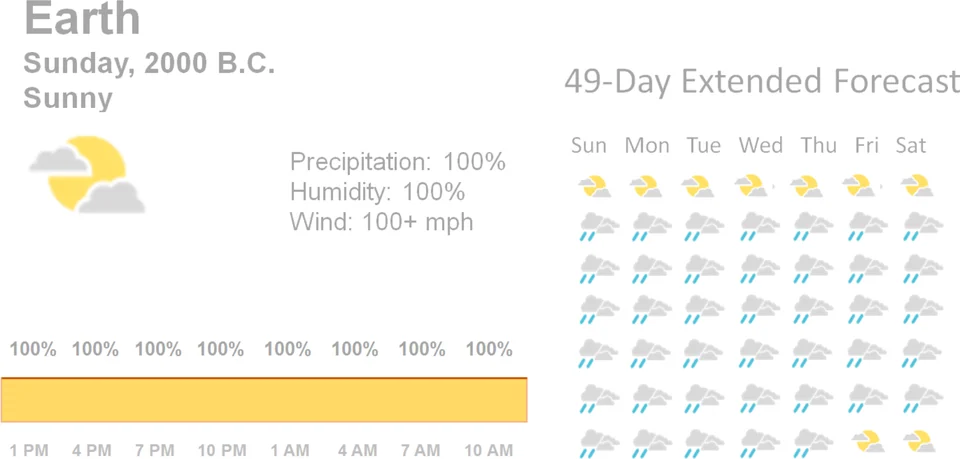 Earth
Sunday, 2000 B.C.
Sunny
Precipitation: 100%
Humidity: 100%
Wind: 100+ mph
100% 100% 100% 100% 100% 100% 100% 100%
1 PM 4 PM 7 PM 10 PM 1 AM 4 AM 7 AM 10 AM
49-Day Extended Forecast
Sun Mon Tue Wed Thu Fri Sat